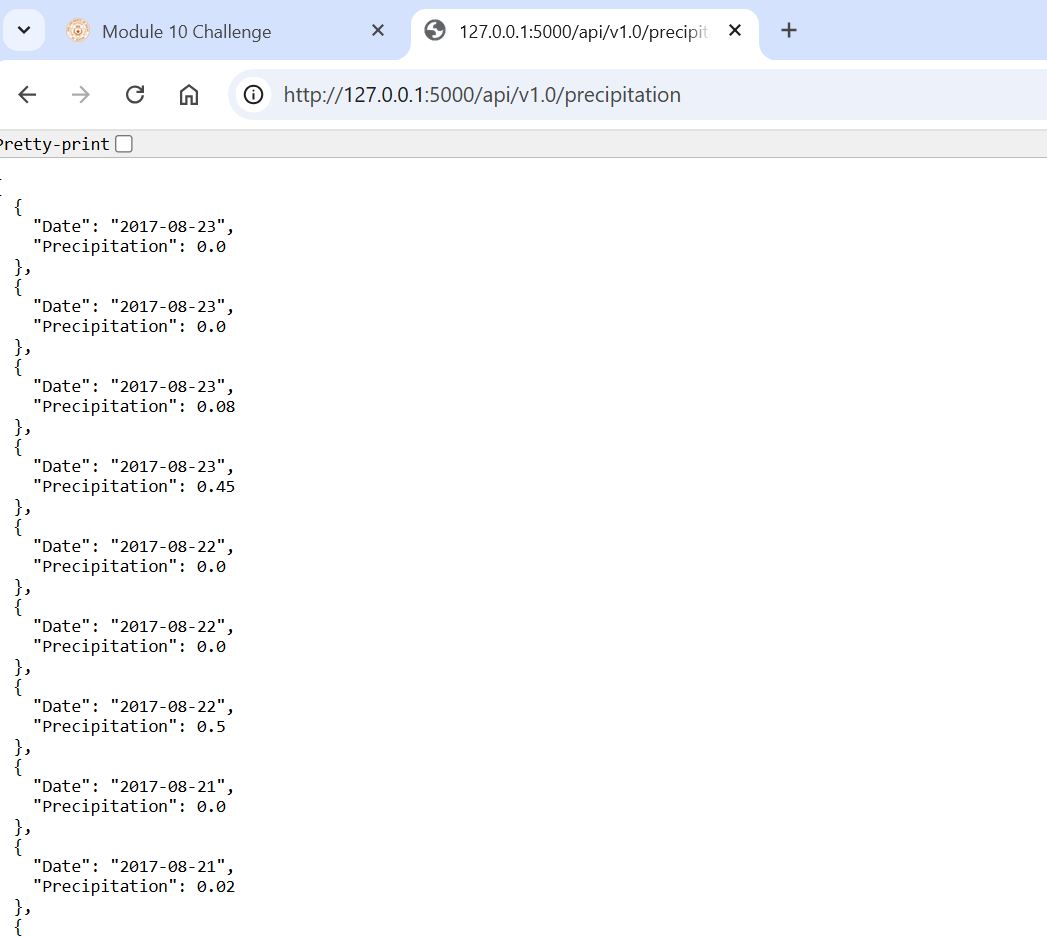 Module 10 Challenge
127.0.0.1:5000/api/v1.0/precipit
http://127.0.0.1:5000/api/v1.0/precipitation
Pretty-print
[
  {
    "Date": "2017-08-23",
    "Precipitation": 0.0
  },
  {
    "Date": "2017-08-23",
    "Precipitation": 0.0
  },
  {
    "Date": "2017-08-23",
    "Precipitation": 0.08
  },
  {
    "Date": "2017-08-23",
    "Precipitation": 0.45
  },
  {
    "Date": "2017-08-22",
    "Precipitation": 0.0
  },
  {
    "Date": "2017-08-22",
    "Precipitation": 0.0
  },
  {
    "Date": "2017-08-22",
    "Precipitation": 0.5
  },
  {
    "Date": "2017-08-21",
    "Precipitation": 0.0
  },
  {
    "Date": "2017-08-21",
    "Precipitation": 0.02
  },
  {